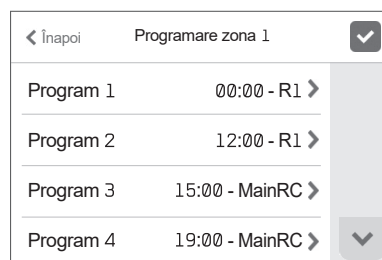 Înapoi Programare zona 1
Program 1 00:00 - R1
Program 2 12:00 - R1
Program 3 15:00 - MainRC
Program 4 19:00 - MainRC